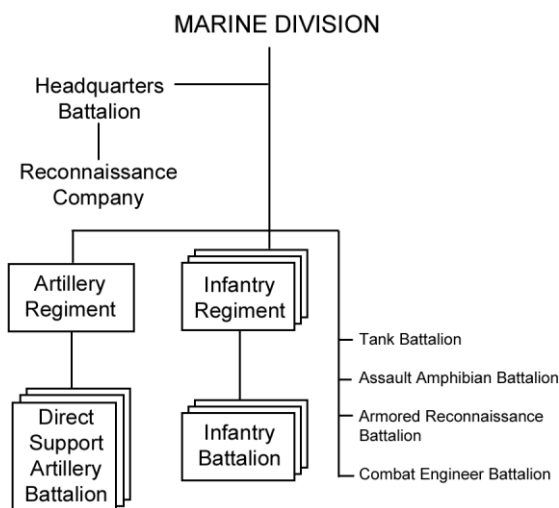 MARINE DIVISION
Headquarters
Battalion
Reconnaissance
Company
Artillery
Regiment
Infantry
Regiment
Direct
Support
Artillery
Battalion
Infantry
Battalion
Tank Battalion
Assault Amphibian Battalion
Armored Reconnaissance
Battalion
Combat Engineer Battalion